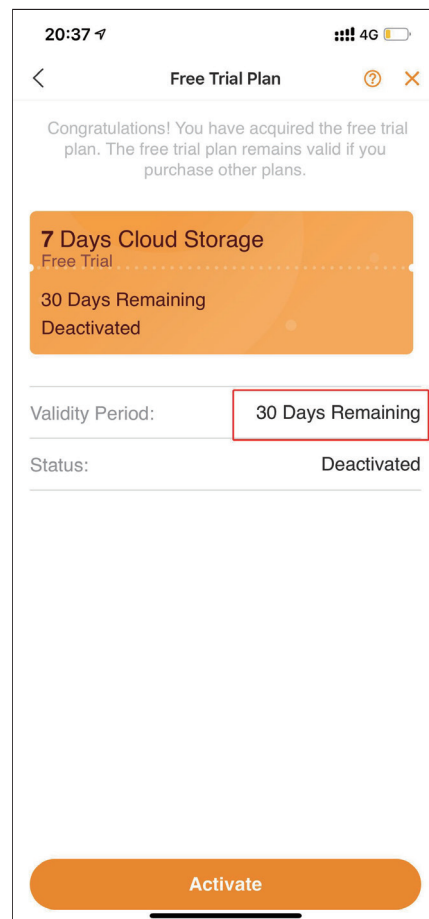 20:37
4G
Free Trial Plan
Congratulations! You have acquired the free trial
plan. The free trial plan remains valid if you
purchase other plans.
7 Days Cloud Storage
Free Trial
30 Days Remaining
Deactivated
Validity Period: 30 Days Remaining
Status: Deactivated
Activate